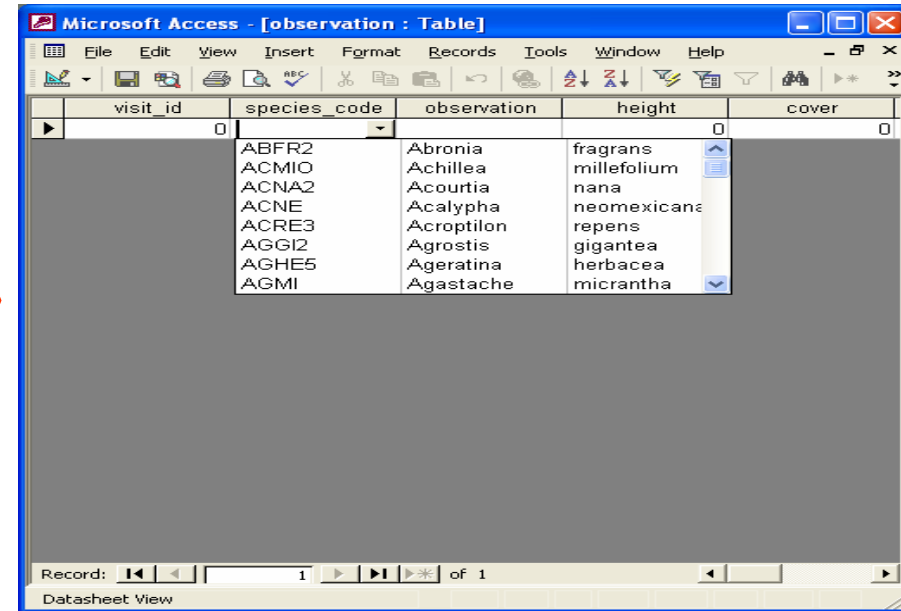 Microsoft Access - [observation : Table]
File Edit View Insert Format Records Tools Window Help
visit_id species_code observation height cover
0 0 0
ABFR2 Abronia fragrans
ACMIO Achillea millefolium
ACNA2 Acourtia nana
ACNE Acalypha neomexicana
ACRE3 Acroptilon repens
AGGI2 Agrostis gigantea
AGHE5 Ageratina herbacea
AGMI Agastache micrantha
Record: 1 of 1
Datasheet View